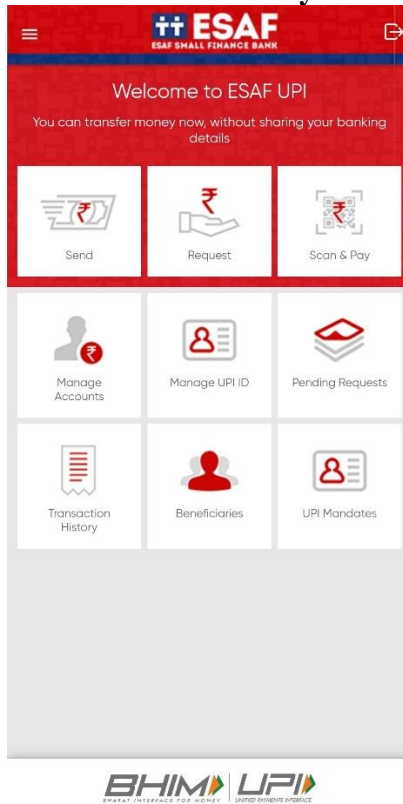 ESAF
ESAF SMALL FINANCE BANK
Welcome to ESAF UPI
You can transfer money now, without sharing your banking
details
₹ ₹ ₹
Send Request Scan & Pay
₹
Manage
Accounts
Manage UPI ID
Pending Requests
Transaction
History
Beneficiaries
UPI Mandates
BHIM UPI
BHARAT INTERFACE FOR MONEY UNIFIED PAYMENTS INTERFACE